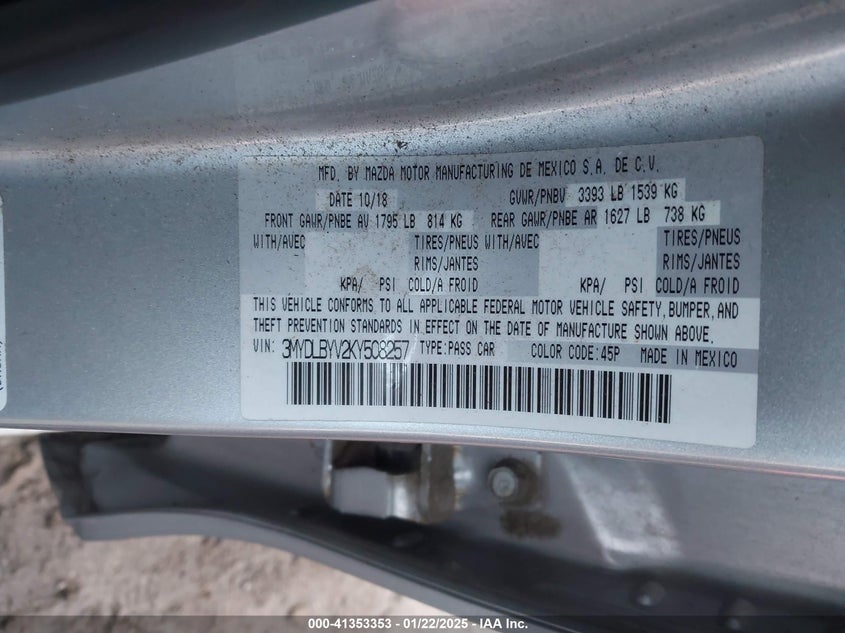 MFD. BY MAZDA MOTOR MANUFACTURING DE MEXICO S.A. DE C.V.
DATE 10/18 GVWR/PNBV 3393 LB 1539 KG
FRONT GAWR/PNBE AV 1795 LB 814 KG REAR GAWR/PNBE AR 1627 LB 738 KG
WITH/AVEC TIRES/PNEUS WITH/AVEC TIRES/PNEUS
RIMS/JANTES RIMS/JANTES
KPA/ PSI COLD/A FROID KPA/ PSI COLD/A FROID
THIS VEHICLE CONFORMS TO ALL APPLICABLE FEDERAL MOTOR VEHICLE SAFETY, BUMPER, AND
THEFT PREVENTION STANDARDS IN EFFECT ON THE DATE OF MANUFACTURE SHOWN ABOVE.
VIN: 3MYDLBYV2KY508257 TYPE:PASS CAR COLOR CODE:45P MADE IN MEXICO
000-41353353 - 01/22/2025 - IAA Inc.